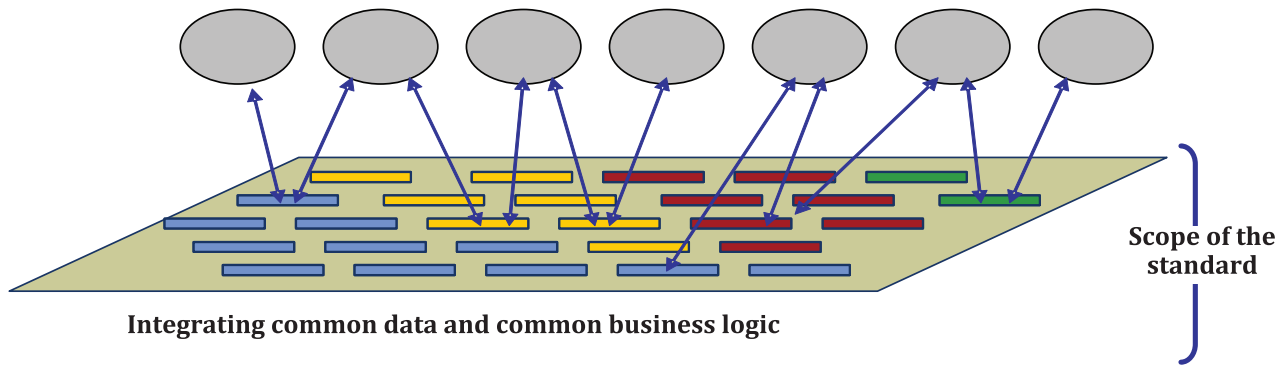 Scope of the
standard
Integrating common data and common business logic